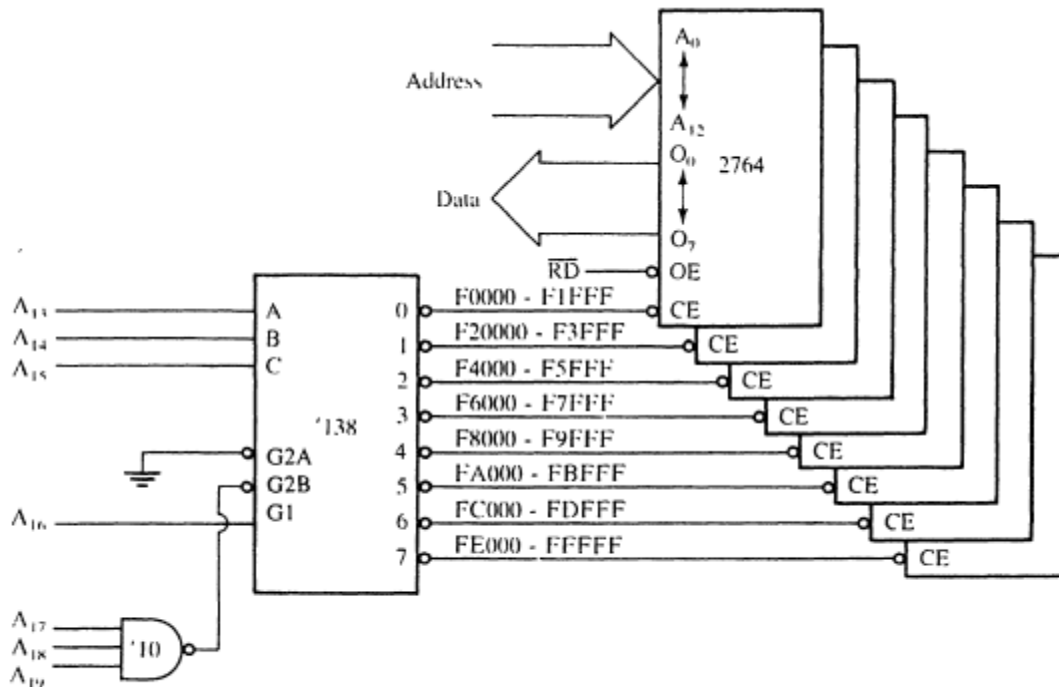 Address
A₀
A₁₂
O₀
2764
Data
O₇
RD
OE
A₁₃
A
0
F0000 - F1FFF
CE
A₁₄
B
1
F20000 - F3FFF
CE
A₁₅
C
2
F4000 - F5FFF
CE
'138
3
F6000 - F7FFF
CE
4
F8000 - F9FFF
CE
G2A
G2B
5
FA000 - FBFFF
CE
A₁₆
G1
6
FC000 - FDFFF
CE
7
FE000 - FFFFF
CE
A₁₇
A₁₈
'10
A₁₉